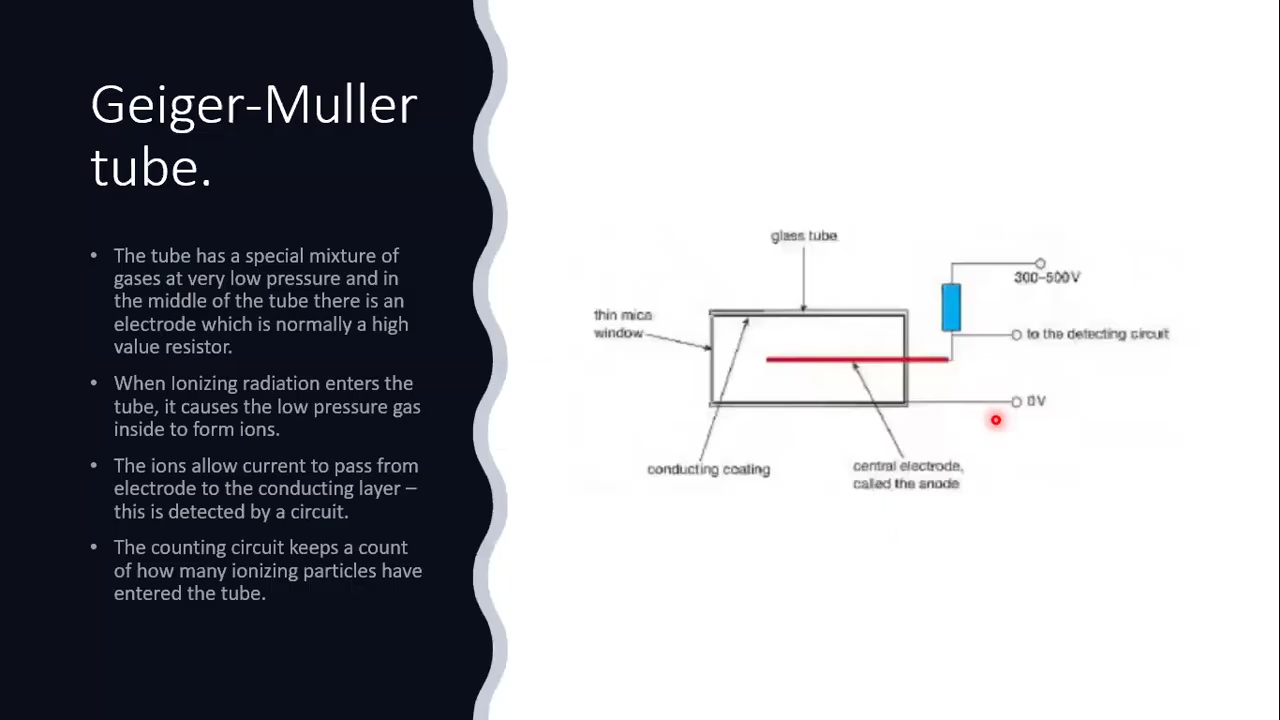 Geiger-Muller
tube.
• The tube has a special mixture of
gases at very low pressure and in
the middle of the tube there is an
electrode which is normally a high
value resistor.
• When Ionizing radiation enters the
tube, it causes the low pressure gas
inside to form ions.
• The ions allow current to pass from
electrode to the conducting layer –
this is detected by a circuit.
• The counting circuit keeps a count
of how many ionizing particles have
entered the tube.
glass tube
300–500V
thin mica
window
to the detecting circuit
0V
conducting coating
central electrode,
called the anode